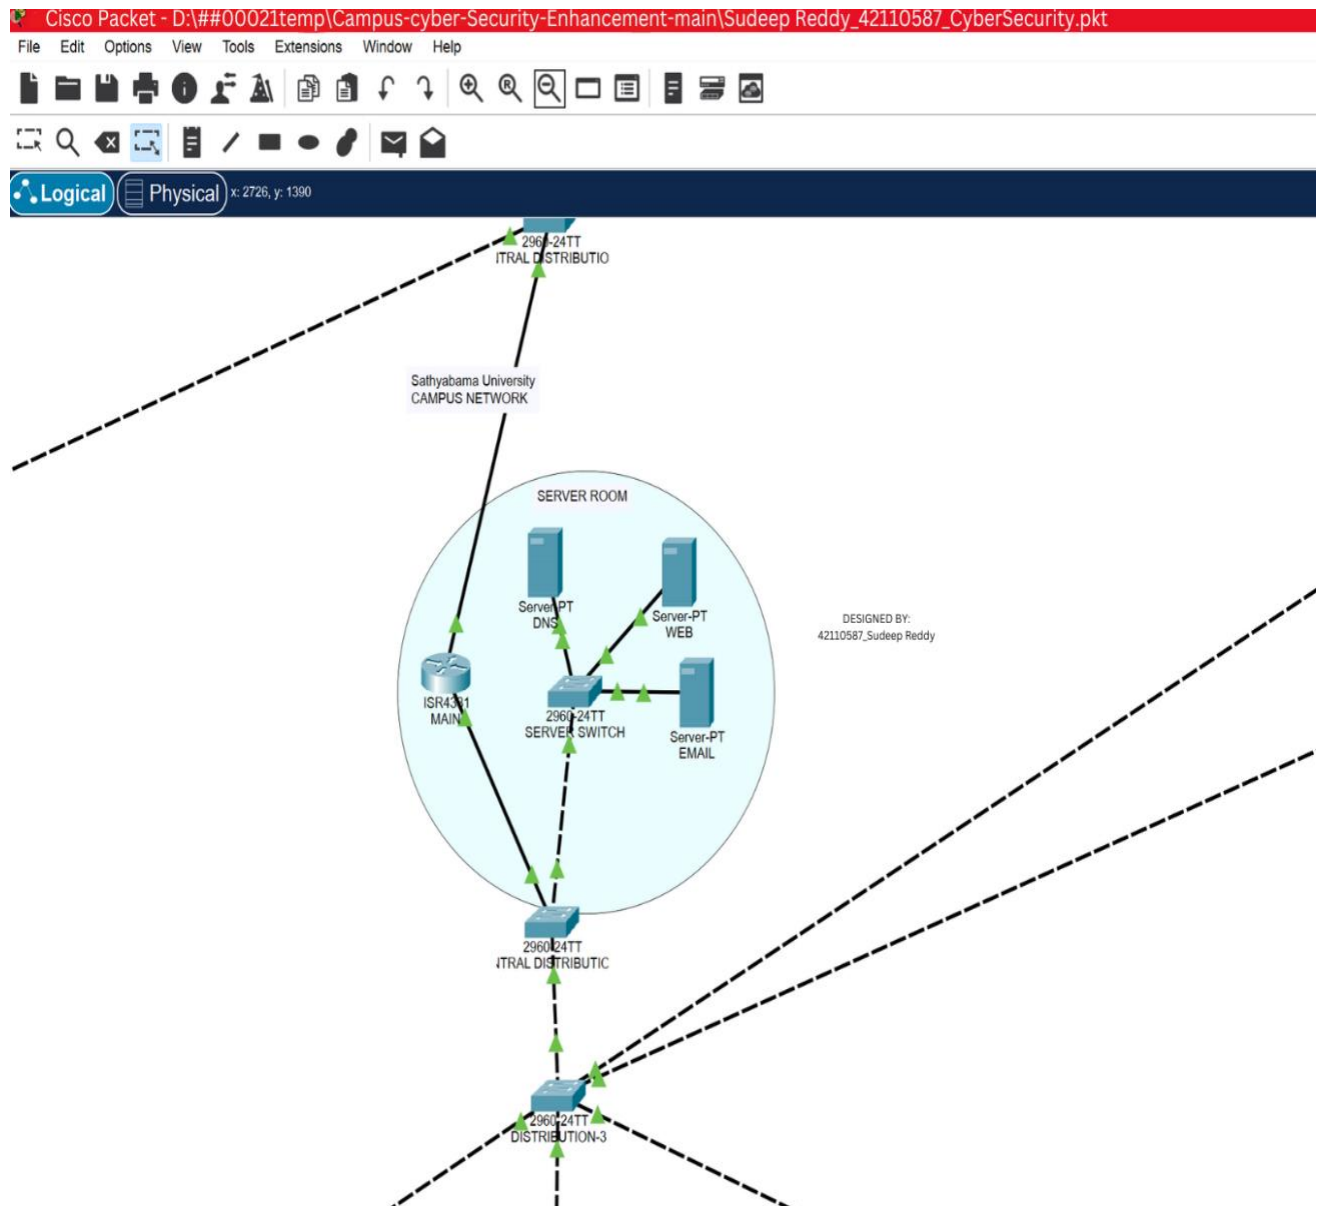 Cisco Packet - D:\##00021temp\Campus-cyber-Security-Enhancement-main\Sudeep Reddy_42110587_CyberSecurity.pkt
File Edit Options View Tools Extensions Window Help
Logical Physical x: 2726, y: 1390
2960-24TT
ITRAL DISTRIBUTIO
Sathyabama University
CAMPUS NETWORK
SERVER ROOM
Server-PT
DNS
Server-PT
WEB
DESIGNED BY:
42110587_Sudeep Reddy
ISR4331
MAIN
2960-24TT
SERVER SWITCH
Server-PT
EMAIL
2960-24TT
ITRAL DISTRIBUTIC
2960-24TT
DISTRIBUTION-3